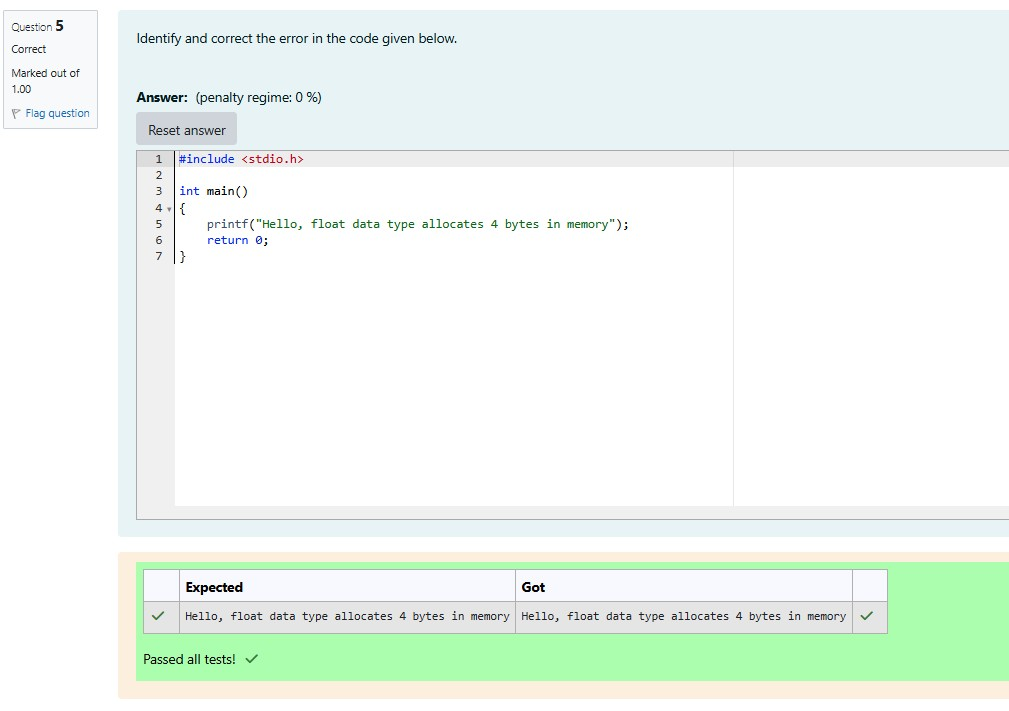 Question 5
Correct
Marked out of
1.00
Flag question
Identify and correct the error in the code given below.
Answer: (penalty regime: 0 %)
Reset answer
1 #include <stdio.h>
2
3 int main()
4 {
5     printf("Hello, float data type allocates 4 bytes in memory");
6     return 0;
7 }
Expected Got
Hello, float data type allocates 4 bytes in memory Hello, float data type allocates 4 bytes in memory
Passed all tests!